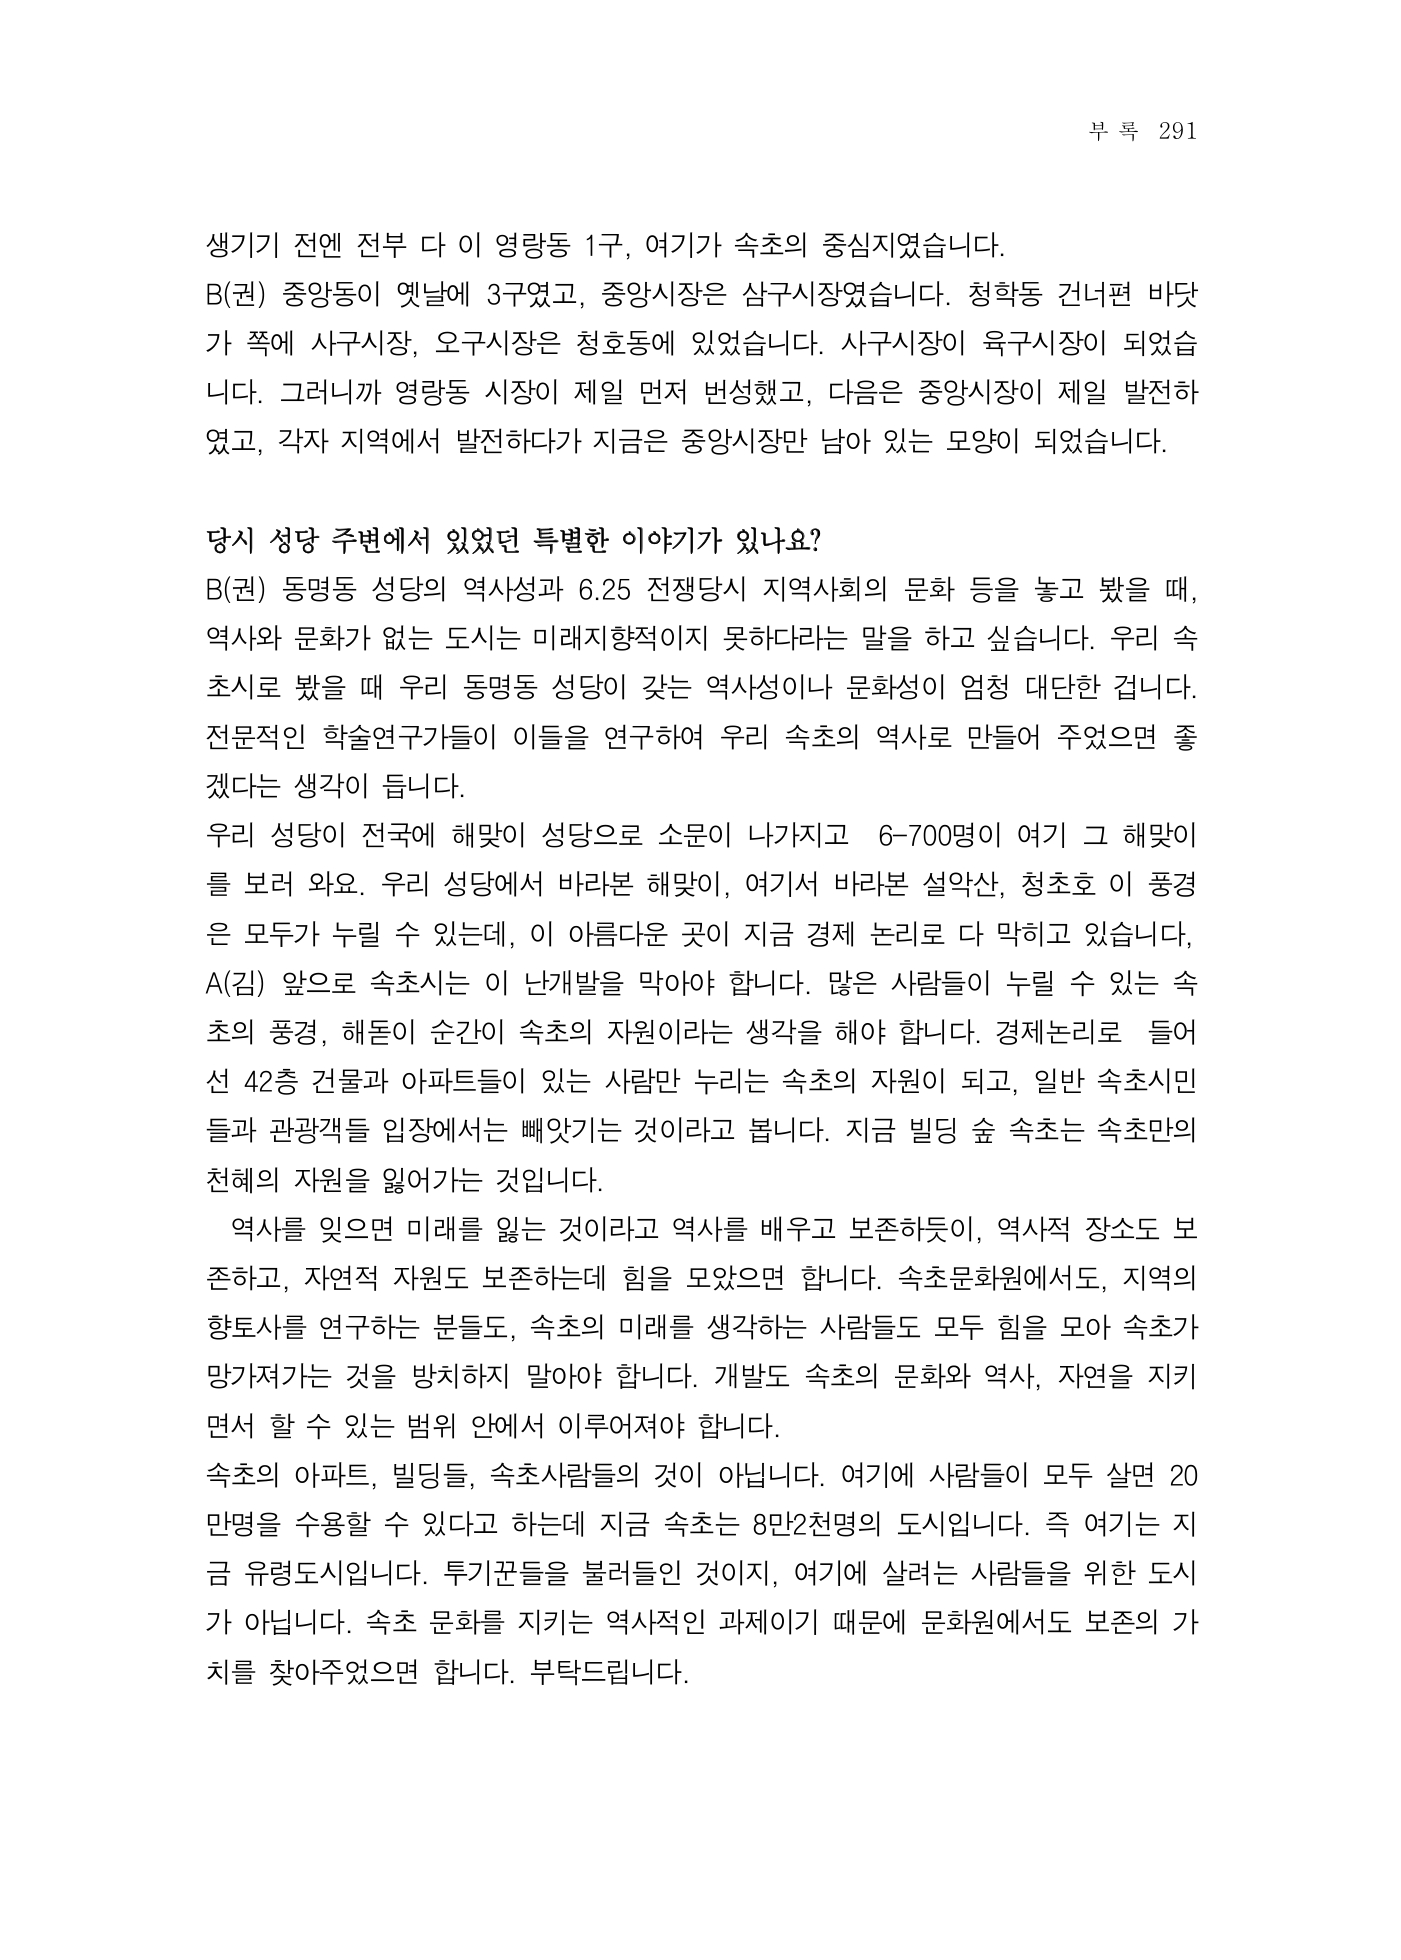 부 록 291
생기기 전엔 전부 다 이 영랑동 1구, 여기가 속초의 중심지였습니다.
B(권) 중앙동이 옛날에 3구였고, 중앙시장은 삼구시장였습니다. 청학동 건너편 바닷
가 쪽에 사구시장, 오구시장은 청호동에 있었습니다. 사구시장이 육구시장이 되었습
니다. 그러니까 영랑동 시장이 제일 먼저 번성했고, 다음은 중앙시장이 제일 발전하
였고, 각자 지역에서 발전하다가 지금은 중앙시장만 남아 있는 모양이 되었습니다.
당시 성당 주변에서 있었던 특별한 이야기가 있나요?
B(권) 동명동 성당의 역사성과 6.25 전쟁당시 지역사회의 문화 등을 놓고 봤을 때,
역사와 문화가 없는 도시는 미래지향적이지 못하다라는 말을 하고 싶습니다. 우리 속
초시로 봤을 때 우리 동명동 성당이 갖는 역사성이나 문화성이 엄청 대단한 겁니다.
전문적인 학술연구가들이 이들을 연구하여 우리 속초의 역사로 만들어 주었으면 좋
겠다는 생각이 듭니다.
우리 성당이 전국에 해맞이 성당으로 소문이 나가지고 6-700명이 여기 그 해맞이
를 보러 와요. 우리 성당에서 바라본 해맞이, 여기서 바라본 설악산, 청초호 이 풍경
은 모두가 누릴 수 있는데, 이 아름다운 곳이 지금 경제 논리로 다 막히고 있습니다,
A(김) 앞으로 속초시는 이 난개발을 막아야 합니다. 많은 사람들이 누릴 수 있는 속
초의 풍경, 해돋이 순간이 속초의 자원이라는 생각을 해야 합니다. 경제논리로 들어
선 42층 건물과 아파트들이 있는 사람만 누리는 속초의 자원이 되고, 일반 속초시민
들과 관광객들 입장에서는 빼앗기는 것이라고 봅니다. 지금 빌딩 숲 속초는 속초만의
천혜의 자원을 잃어가는 것입니다.
역사를 잊으면 미래를 잃는 것이라고 역사를 배우고 보존하듯이, 역사적 장소도 보
존하고, 자연적 자원도 보존하는데 힘을 모았으면 합니다. 속초문화원에서도, 지역의
향토사를 연구하는 분들도, 속초의 미래를 생각하는 사람들도 모두 힘을 모아 속초가
망가져가는 것을 방치하지 말아야 합니다. 개발도 속초의 문화와 역사, 자연을 지키
면서 할 수 있는 범위 안에서 이루어져야 합니다.
속초의 아파트, 빌딩들, 속초사람들의 것이 아닙니다. 여기에 사람들이 모두 살면 20
만명을 수용할 수 있다고 하는데 지금 속초는 8만2천명의 도시입니다. 즉 여기는 지
금 유령도시입니다. 투기꾼들을 불러들인 것이지, 여기에 살려는 사람들을 위한 도시
가 아닙니다. 속초 문화를 지키는 역사적인 과제이기 때문에 문화원에서도 보존의 가
치를 찾아주었으면 합니다. 부탁드립니다.